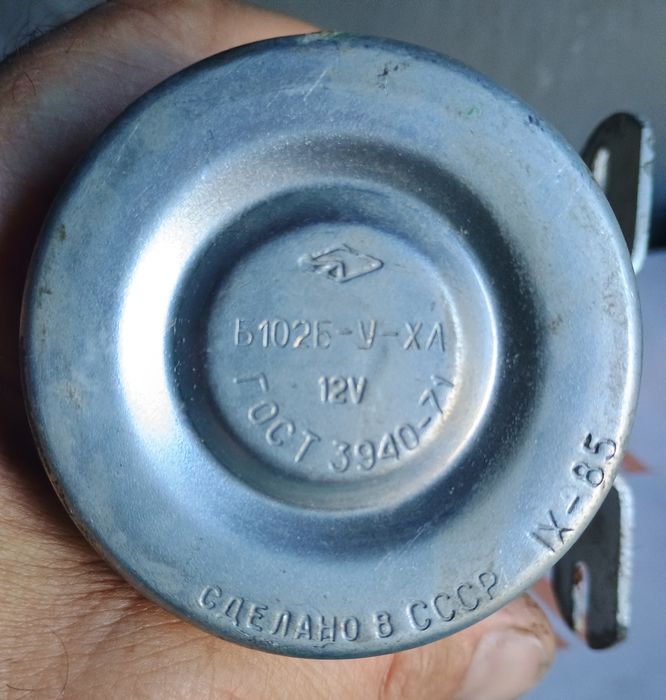 Б102Б-У-ХЛ
12V
ГОСТ 3940-71
IX-85
СДЕЛАНО В СССР